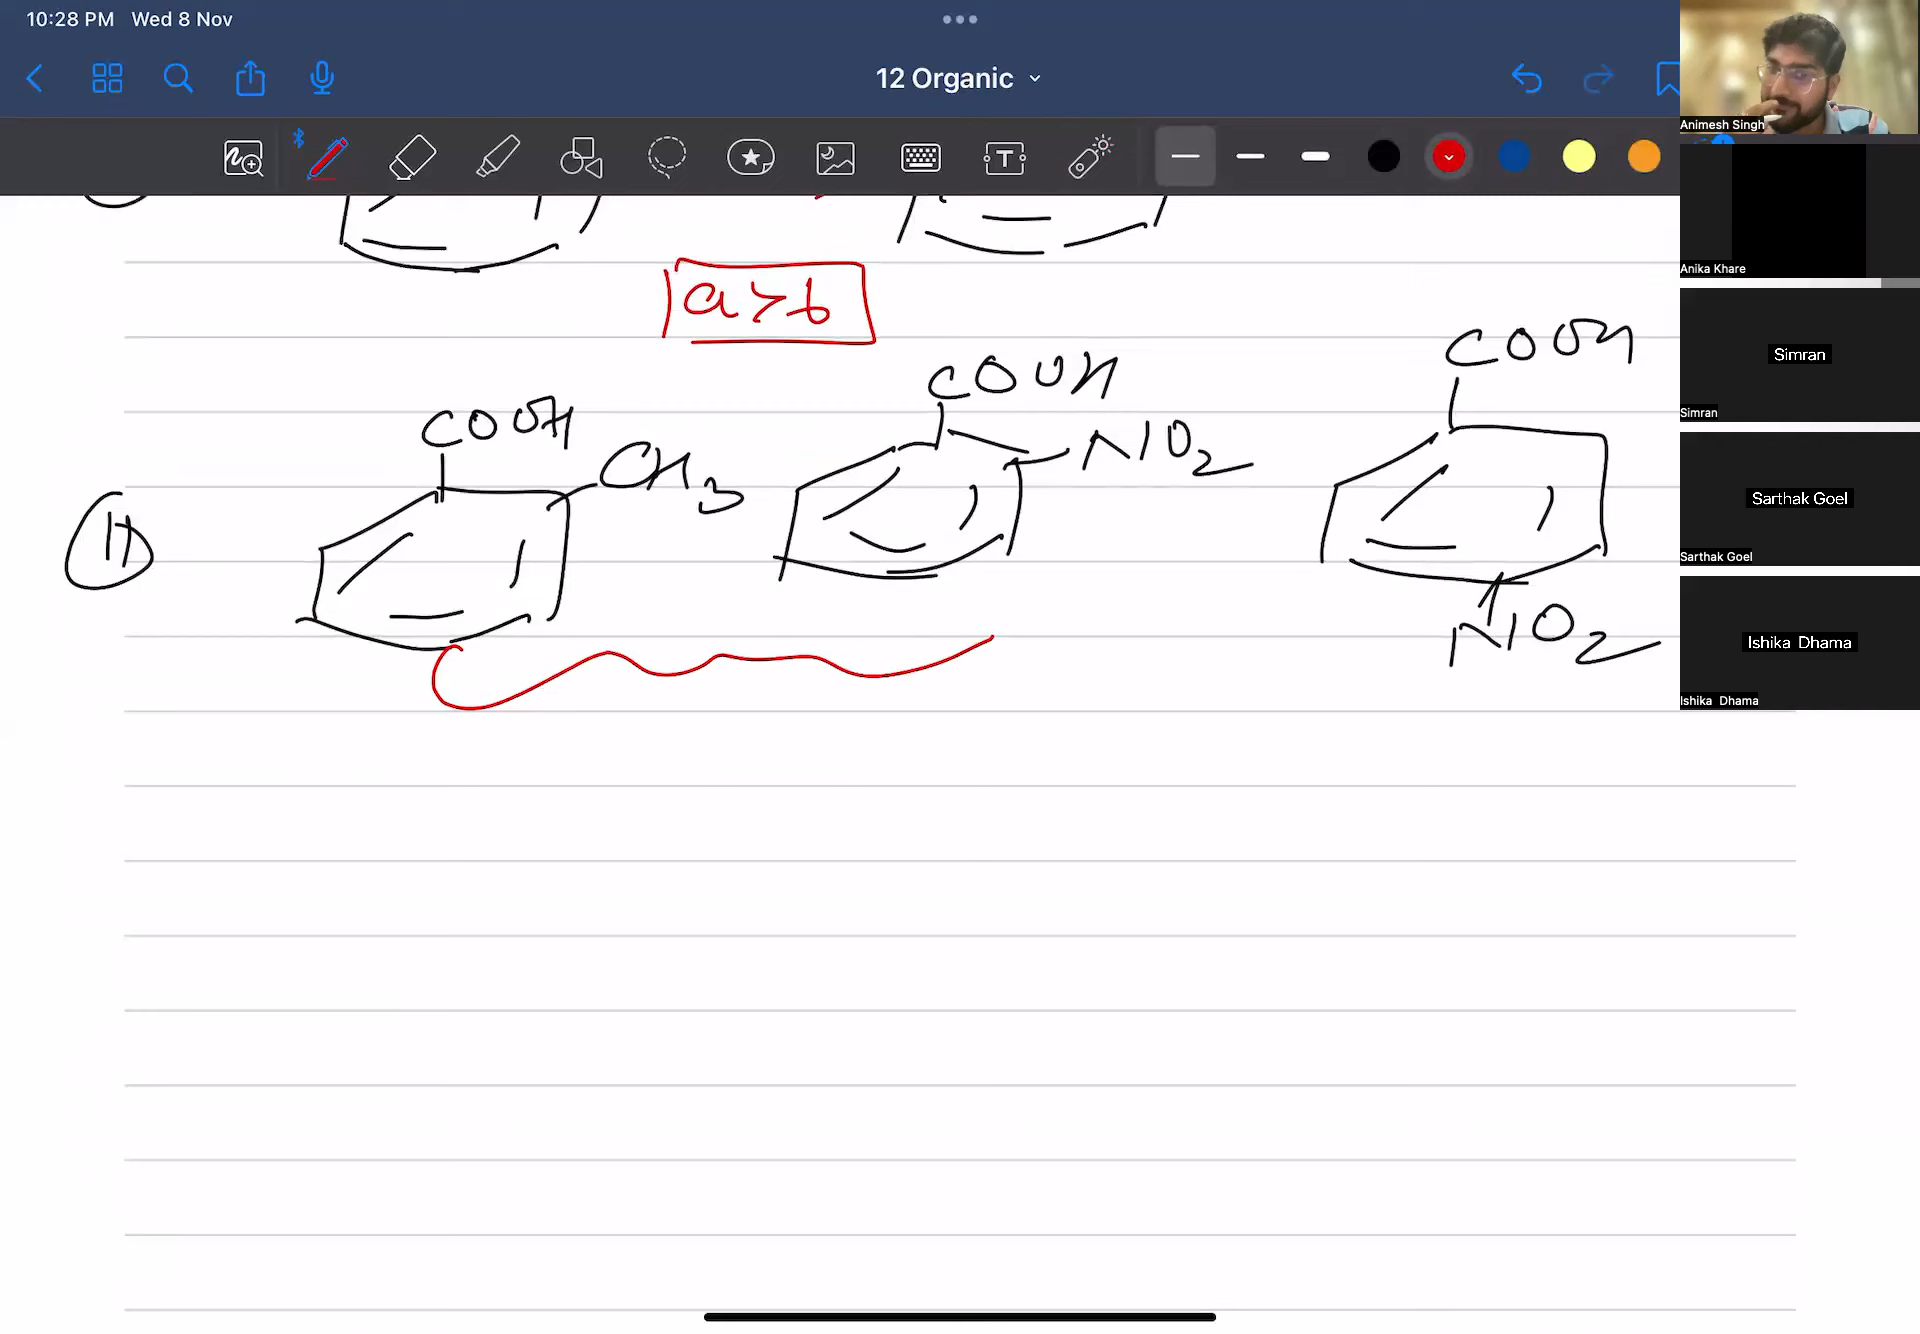 10:28 PM Wed 8 Nov
12 Organic
T
Animesh Singh
Anika Khare
Simran
Simran
Sarthak Goel
Sarthak Goel
Ishika Dhama
Ishika Dhama
a > b
COOH
COOH
COOH
CH3
NO2
11
NO2